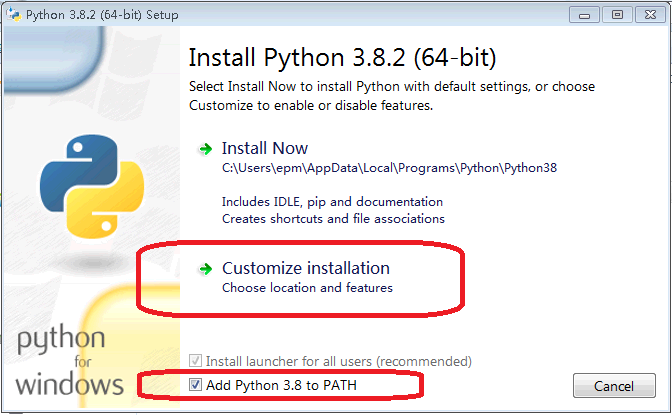 Python 3.8.2 (64-bit) Setup
Install Python 3.8.2 (64-bit)
Select Install Now to install Python with default settings, or choose
Customize to enable or disable features.
Install Now
C:\Users\epm\AppData\Local\Programs\Python\Python38
Includes IDLE, pip and documentation
Creates shortcuts and file associations
Customize installation
Choose location and features
python
for
windows
Install launcher for all users (recommended)
Add Python 3.8 to PATH
Cancel